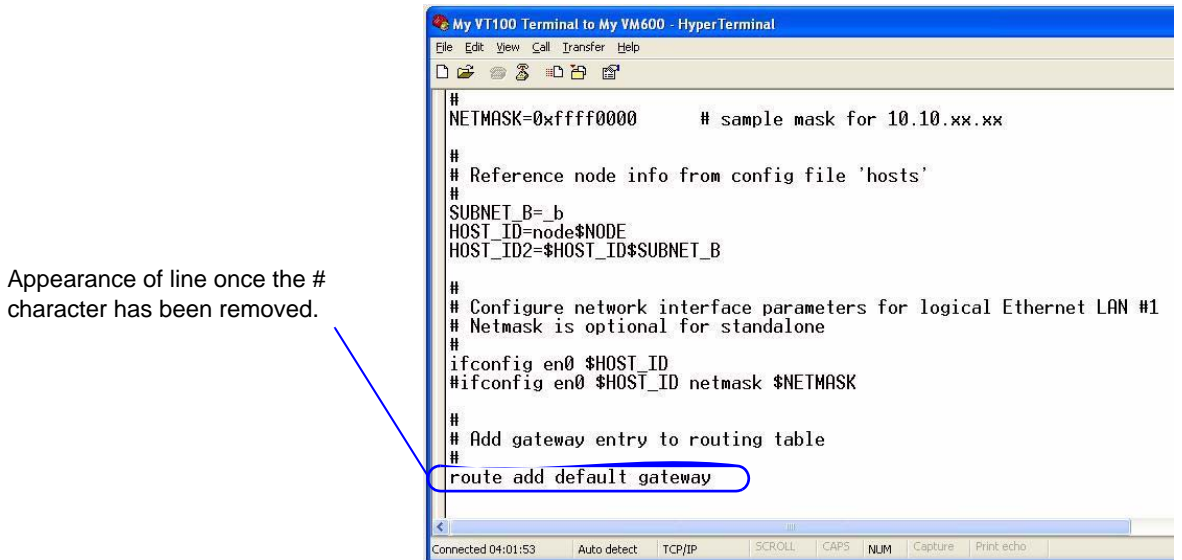 My VT100 Terminal to My VM600 - HyperTerminal
File Edit View Call Transfer Help
#
NETMASK=0xffff0000 # sample mask for 10.10.xx.xx
#
# Reference node info from config file 'hosts'
#
SUBNET_B=_b
HOST_ID=node$NODE
HOST_ID2=$HOST_ID$SUBNET_B
#
# Configure network interface parameters for logical Ethernet LAN #1
# Netmask is optional for standalone
#
ifconfig en0 $HOST_ID
#ifconfig en0 $HOST_ID netmask $NETMASK
#
# Add gateway entry to routing table
#
route add default gateway
Appearance of line once the #
character has been removed.
Connected 04:01:53 Auto detect TCP/IP SCROLL CAPS NUM Capture Print echo